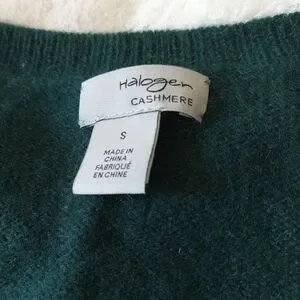 Halogen
CASHMERE
S
MADE IN
CHINA
FABRIQUÉ
EN CHINE